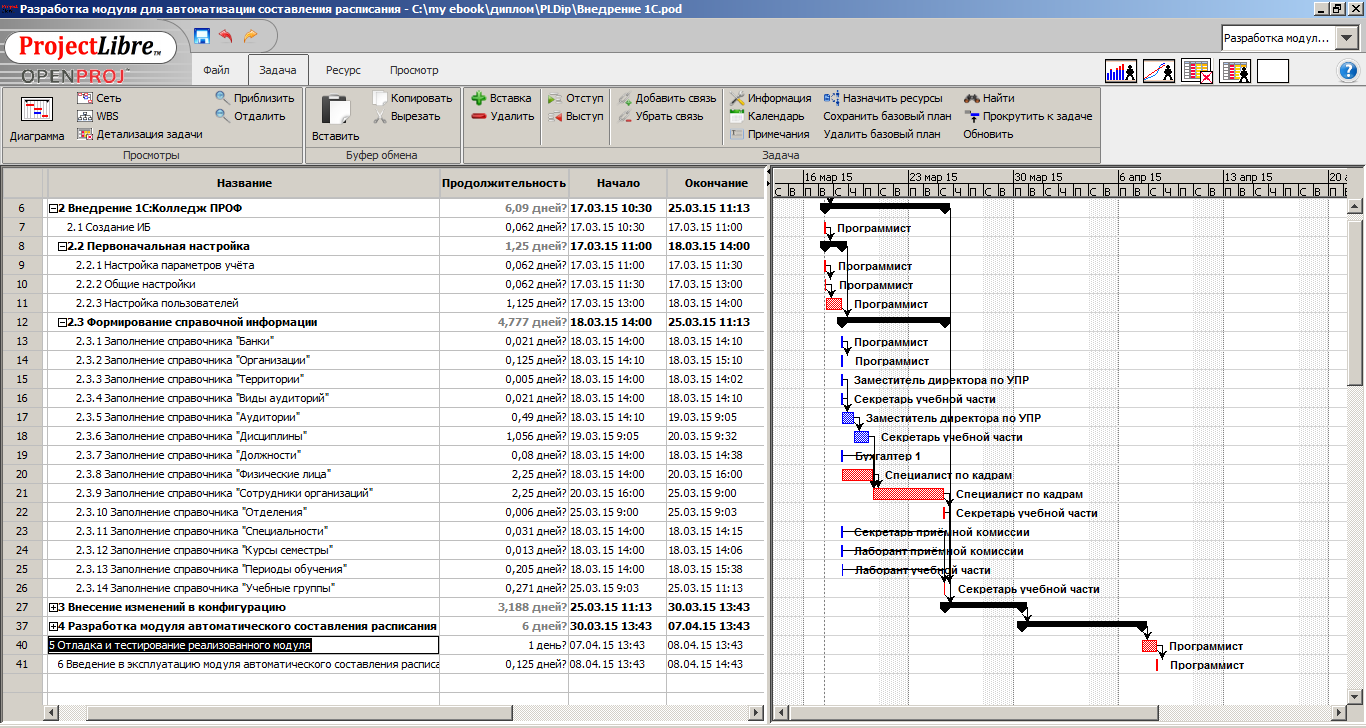 Разработка модуля для автоматизации составления расписания - C:\my ebook\диплом\PLDip\Внедрение 1С.pod
ProjectLibre™
OPENPROJ
Разработка модул...
Файл Задача Ресурс Просмотр
Диаграмма
Сеть
WBS
Детализация задачи
Приблизить
Отдалить
Просмотры
Вставить
Копировать
Вырезать
Буфер обмена
Вставка
Удалить
Отступ
Выступ
Добавить связь
Убрать связь
Информация
Календарь
Примечания
Назначить ресурсы
Сохранить базовый план
Удалить базовый план
Найти
Прокрутить к задаче
Обновить
Задача
Название Продолжительность Начало Окончание
16 мар 15 23 мар 15 30 мар 15 6 апр 15 13 апр 15 20 а
С В П В С Ч П С В П В С Ч П С В П В С Ч П С В П В С Ч П С В П В С Ч П С В П
6 2 Внедрение 1С:Колледж ПРОФ 6,09 дней? 17.03.15 10:30 25.03.15 11:13
7 2.1 Создание ИБ 0,062 дней? 17.03.15 10:30 17.03.15 11:00 Программист
8 2.2 Первоначальная настройка 1,25 дней? 17.03.15 11:00 18.03.15 14:00
9 2.2.1 Настройка параметров учёта 0,062 дней? 17.03.15 11:00 17.03.15 11:30 Программист
10 2.2.2 Общие настройки 0,062 дней? 17.03.15 11:30 17.03.15 13:00 Программист
11 2.2.3 Настройка пользователей 1,125 дней? 17.03.15 13:00 18.03.15 14:00 Программист
12 2.3 Формирование справочной информации 4,777 дней? 18.03.15 14:00 25.03.15 11:13
13 2.3.1 Заполнение справочника "Банки" 0,021 дней? 18.03.15 14:00 18.03.15 14:10 Программист
14 2.3.2 Заполнение справочника "Организации" 0,125 дней? 18.03.15 14:10 18.03.15 15:10 Программист
15 2.3.3 Заполнение справочника "Территории" 0,005 дней? 18.03.15 14:00 18.03.15 14:02 Заместитель директора по УПР
16 2.3.4 Заполнение справочника "Виды аудиторий" 0,021 дней? 18.03.15 14:00 18.03.15 14:10 Секретарь учебной части
17 2.3.5 Заполнение справочника "Аудитории" 0,49 дней? 18.03.15 14:10 19.03.15 9:05 Заместитель директора по УПР
18 2.3.6 Заполнение справочника "Дисциплины" 1,056 дней? 19.03.15 9:05 20.03.15 9:32 Секретарь учебной части
19 2.3.7 Заполнение справочника "Должности" 0,08 дней? 18.03.15 14:00 18.03.15 14:38 Бухгалтер 1
20 2.3.8 Заполнение справочника "Физические лица" 2,25 дней? 18.03.15 14:00 20.03.15 16:00 Специалист по кадрам
21 2.3.9 Заполнение справочника "Сотрудники организаций" 2,25 дней? 20.03.15 16:00 25.03.15 9:00 Специалист по кадрам
22 2.3.10 Заполнение справочника "Отделения" 0,006 дней? 25.03.15 9:00 25.03.15 9:03 Секретарь учебной части
23 2.3.11 Заполнение справочника "Специальности" 0,031 дней? 18.03.15 14:00 18.03.15 14:15 Секретарь приёмной комиссии
24 2.3.12 Заполнение справочника "Курсы семестры" 0,013 дней? 18.03.15 14:00 18.03.15 14:06 Лаборант приёмной комиссии
25 2.3.13 Заполнение справочника "Периоды обучения" 0,205 дней? 18.03.15 14:00 18.03.15 15:38 Лаборант учебной части
26 2.3.14 Заполнение справочника "Учебные группы" 0,271 дней? 25.03.15 9:03 25.03.15 11:13 Секретарь учебной части
27 3 Внесение изменений в конфигурацию 3,188 дней? 25.03.15 11:13 30.03.15 13:43
37 4 Разработка модуля автоматического составления расписания 6 дней? 30.03.15 13:43 07.04.15 13:43
40 5 Отладка и тестирование реализованного модуля 1 день? 07.04.15 13:43 08.04.15 13:43 Программист
41 6 Введение в эксплуатацию модуля автоматического составления расписа 0,125 дней? 08.04.15 13:43 08.04.15 14:43 Программист